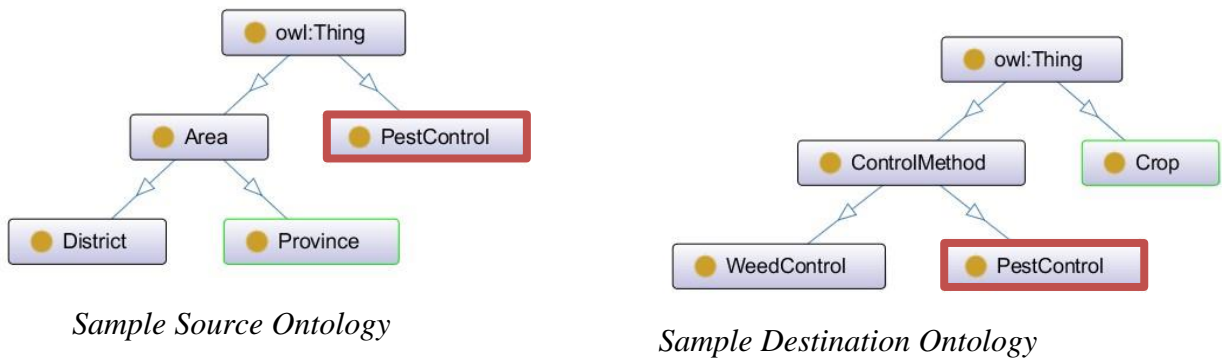 owl:Thing
Area
PestControl
District
Province
Sample Source Ontology
owl:Thing
ControlMethod
Crop
WeedControl
PestControl
Sample Destination Ontology